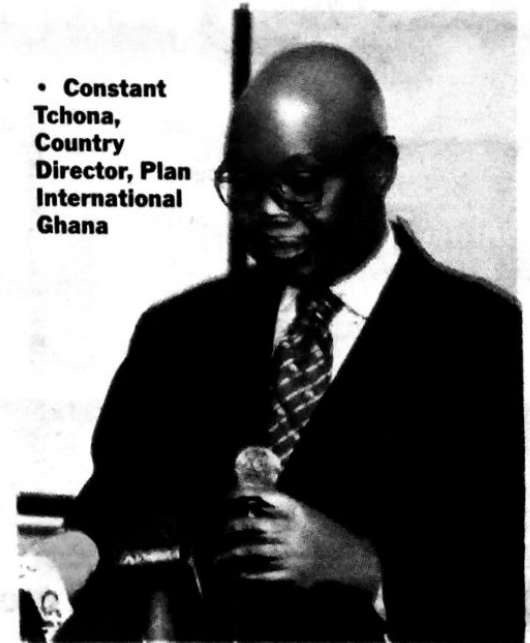 • Constant
Tchona,
Country
Director, Plan
International
Ghana